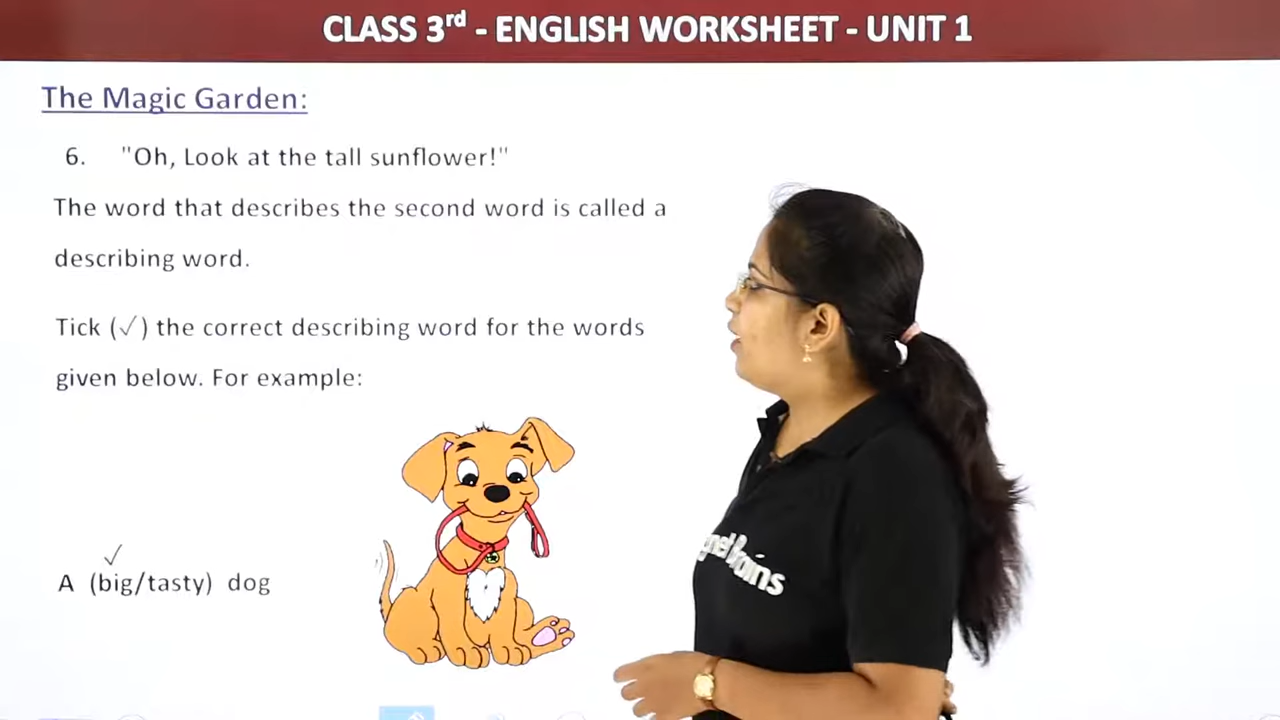 CLASS 3rd - ENGLISH WORKSHEET - UNIT 1
The Magic Garden:
6. "Oh, Look at the tall sunflower!"
The word that describes the second word is called a
describing word.
Tick (✓) the correct describing word for the words
given below. For example:
✓
A (big/tasty) dog
Brains